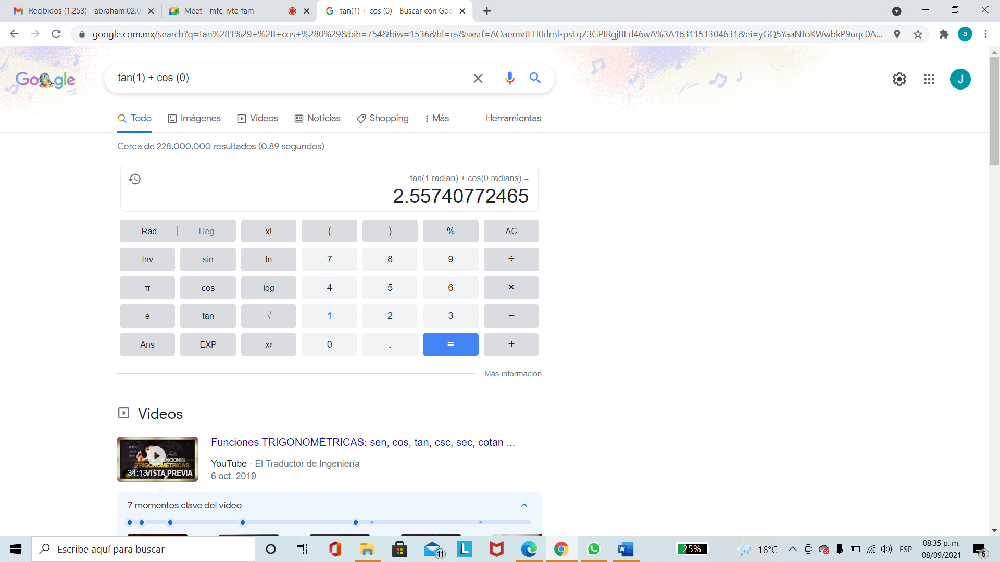 Recibidos (1.253) - abraham.02.0
Meet - mfe-ivtc-fam
tan(1) + cos (0) - Buscar con Goo
google.com.mx/search?q=tan%281%29+%2B+cos+%280%29&bih=754&biw=1536&hl=es&sxsrf=AOaemvJLH0drnl-psLqZ3GPIRgjBEd46wA%3A1631151304631&ei=yGQ5YaaNJoKWwbkP9uqc0A...
a
Google
tan(1) + cos (0)
J
Todo
Imágenes
Videos
Noticias
Shopping
Más
Herramientas
Cerca de 228,000,000 resultados (0.89 segundos)
tan(1 radian) + cos(0 radians) =
2.55740772465
Rad | Deg x! ( ) % AC
Inv sin ln 7 8 9 ÷
π cos log 4 5 6 ×
e tan √ 1 2 3 −
Ans EXP xʸ 0 . = +
Más información
Videos
FUNCIONES
TRIGONOMETRICAS
34:13
VISTA PREVIA
Funciones TRIGONOMÉTRICAS: sen, cos, tan, csc, sec, cotan ...
YouTube · El Traductor de Ingeniería
6 oct. 2019
7 momentos clave del video
Escribe aquí para buscar
11
L
W
25%
16°C
ESP
08:35 p. m.
08/09/2021
6